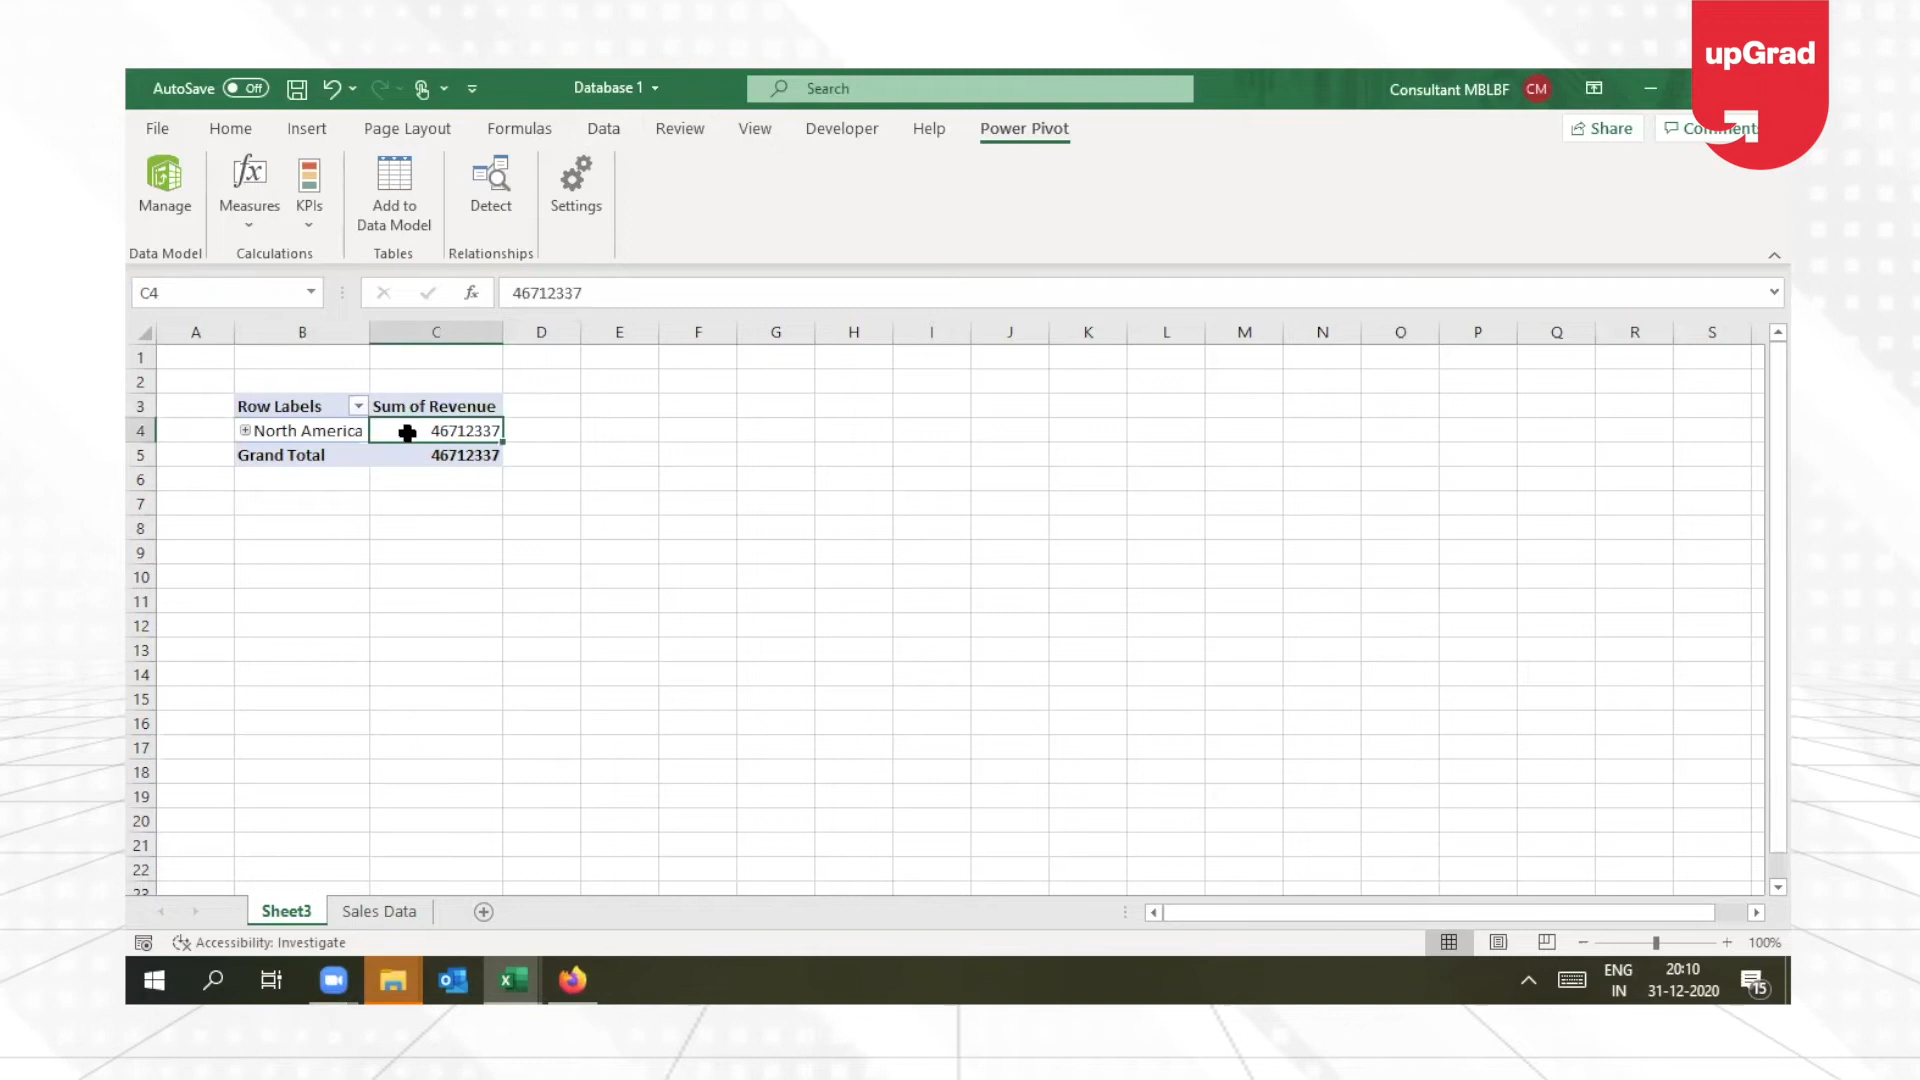 upGrad
AutoSave Off Database 1 Search Consultant MBLBF CM
File Home Insert Page Layout Formulas Data Review View Developer Help Power Pivot Share
Manage Measures KPIs Add to Data Model Detect Settings
Data Model Calculations Tables Relationships
C4 fx 46712337
A B C D E F G H I J K L M N O P Q R S
1
2
3 Row Labels Sum of Revenue
4 North America 46712337
5 Grand Total 46712337
6
7
8
9
10
11
12
13
14
15
16
17
18
19
20
21
22
23
Sheet3 Sales Data
Accessibility: Investigate 100%
ENG 20:10
IN 31-12-2020 15